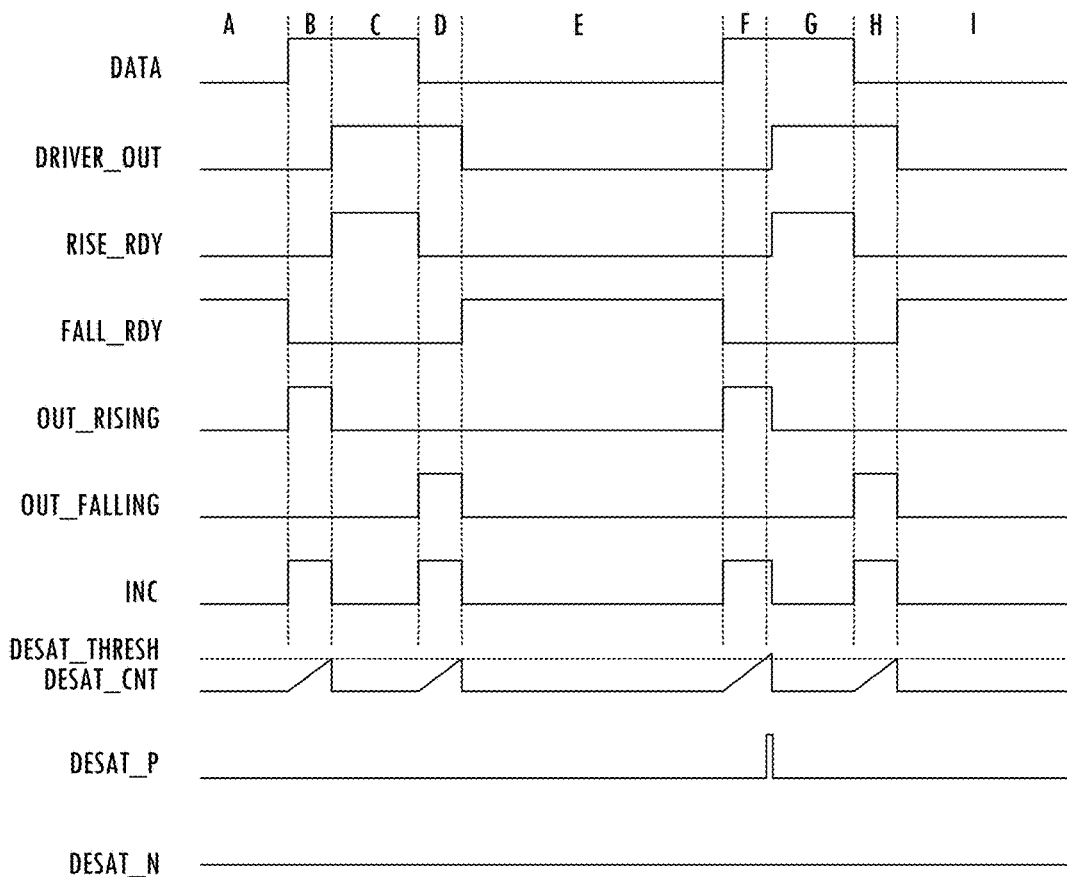 A B C D E F G H I
DATA
DRIVER_OUT
RISE_RDY
FALL_RDY
OUT_RISING
OUT_FALLING
INC
DESAT_THRESH
DESAT_CNT
DESAT_P
DESAT_N